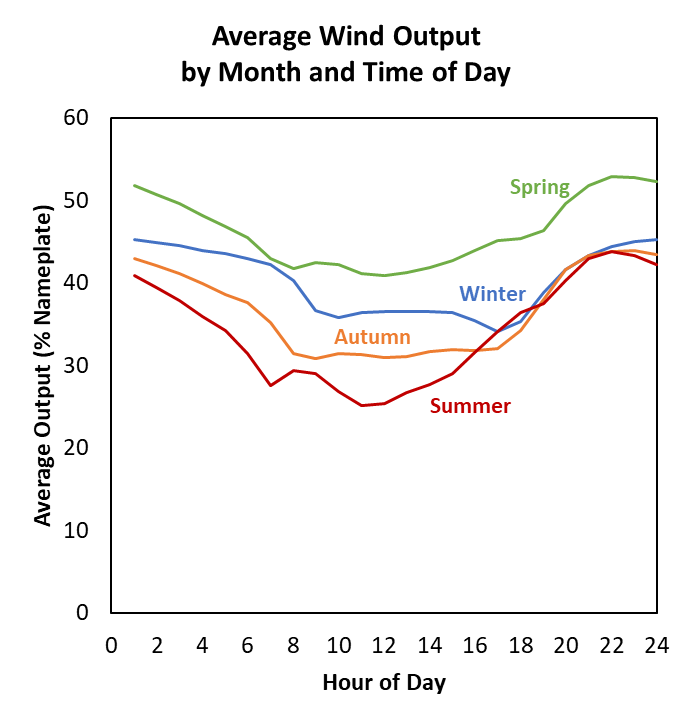 Average Wind Output
by Month and Time of Day
Average Output (% Nameplate)
60
50
40
30
20
10
0
Spring
Winter
Autumn
Summer
0 2 4 6 8 10 12 14 16 18 20 22 24
Hour of Day